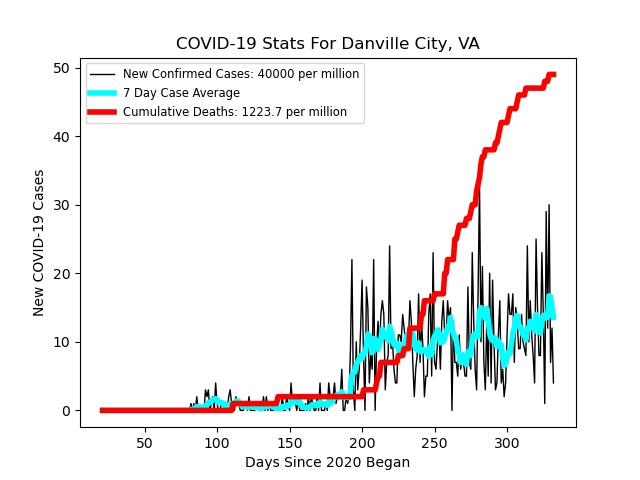 COVID-19 Stats For Danville City, VA
New Confirmed Cases: 40000 per million
7 Day Case Average
Cumulative Deaths: 1223.7 per million
New COVID-19 Cases
50
40
30
20
10
0
50 100 150 200 250 300
Days Since 2020 Began